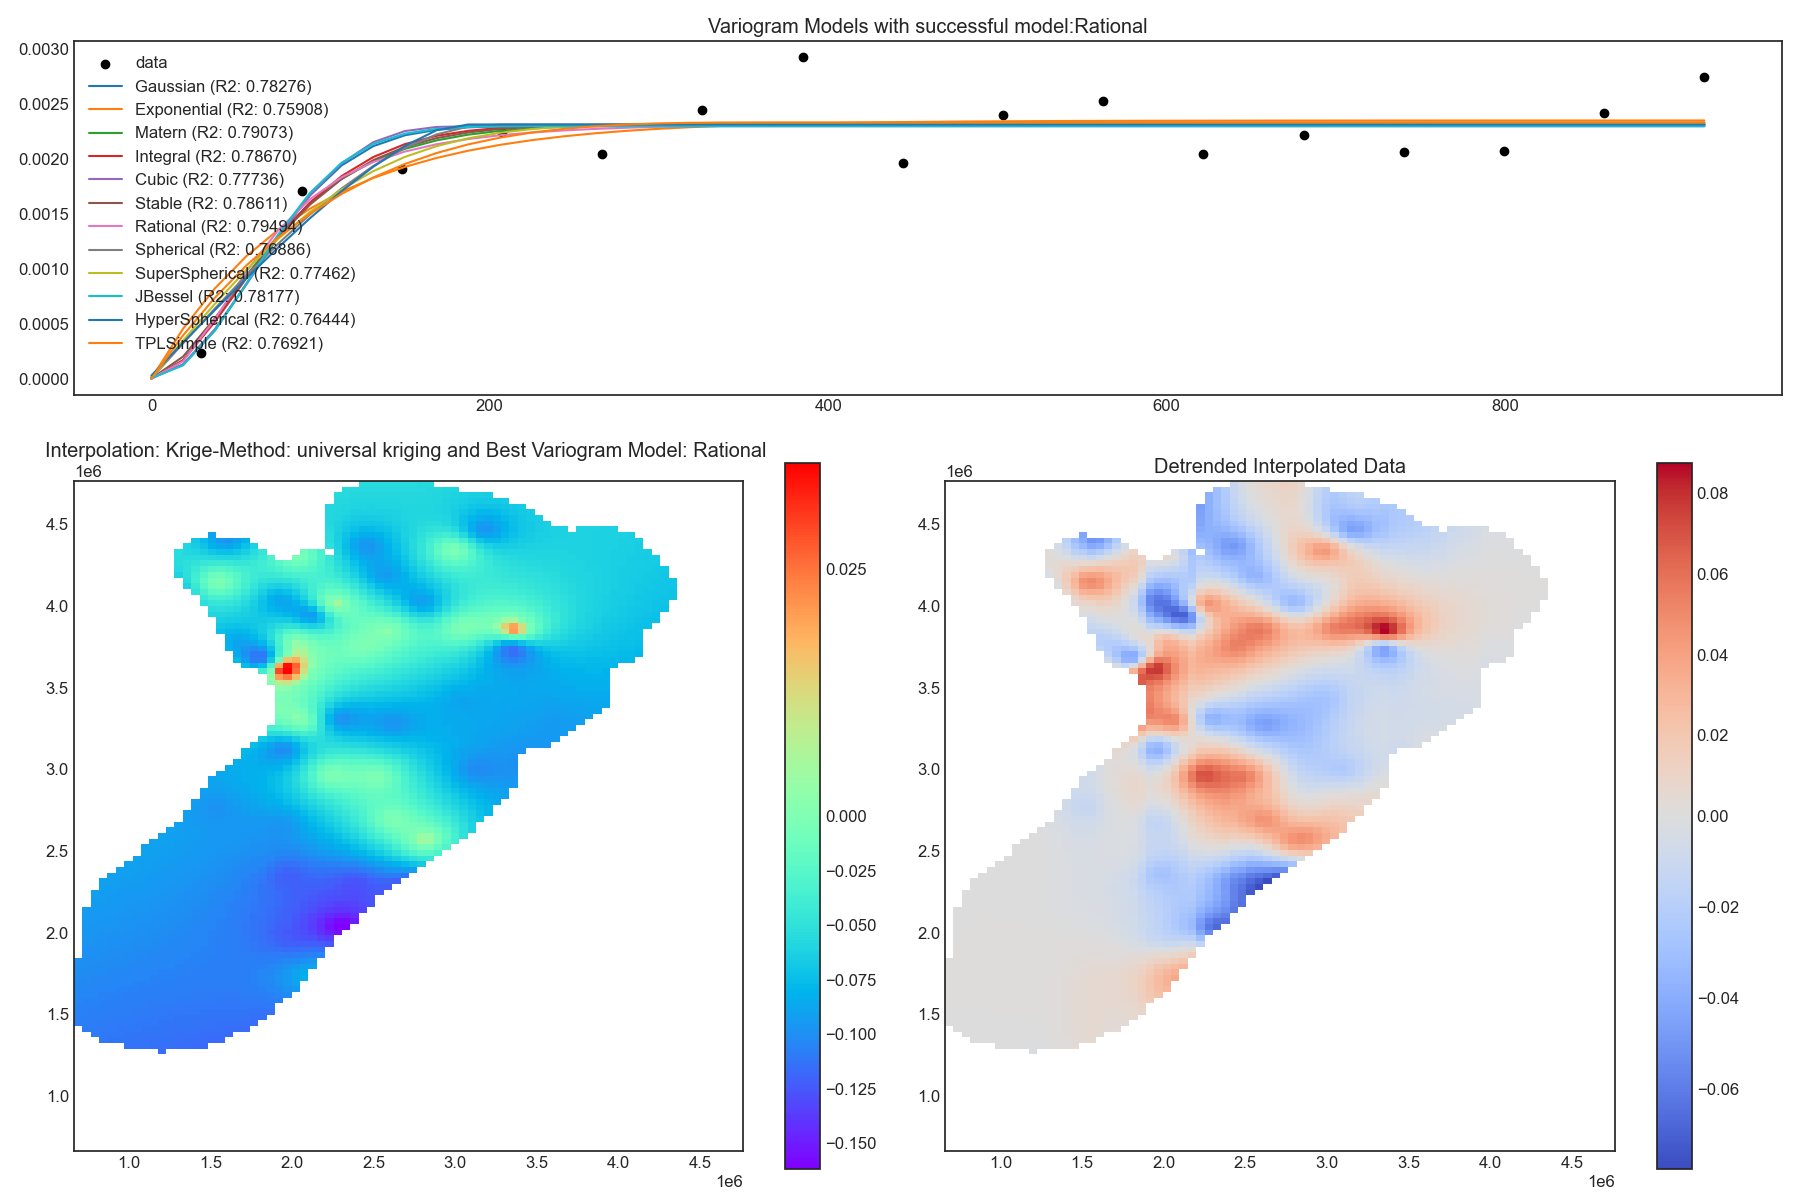 Variogram Models with successful model:Rational
0.0030
0.0025
0.0020
0.0015
0.0010
0.0005
0.0000
data
Gaussian (R2: 0.78276)
Exponential (R2: 0.75908)
Matern (R2: 0.79073)
Integral (R2: 0.78670)
Cubic (R2: 0.77736)
Stable (R2: 0.78611)
Rational (R2: 0.79494)
Spherical (R2: 0.76886)
SuperSpherical (R2: 0.77462)
JBessel (R2: 0.78177)
HyperSpherical (R2: 0.76444)
TPLSimple (R2: 0.76921)
0 200 400 600 800
Interpolation: Krige-Method: universal kriging and Best Variogram Model: Rational
1e6
4.5
4.0
3.5
3.0
2.5
2.0
1.5
1.0
1.0 1.5 2.0 2.5 3.0 3.5 4.0 4.5
1e6
0.025
0.000
−0.025
−0.050
−0.075
−0.100
−0.125
−0.150
Detrended Interpolated Data
1e6
4.5
4.0
3.5
3.0
2.5
2.0
1.5
1.0
1.0 1.5 2.0 2.5 3.0 3.5 4.0 4.5
1e6
0.08
0.06
0.04
0.02
0.00
−0.02
−0.04
−0.06